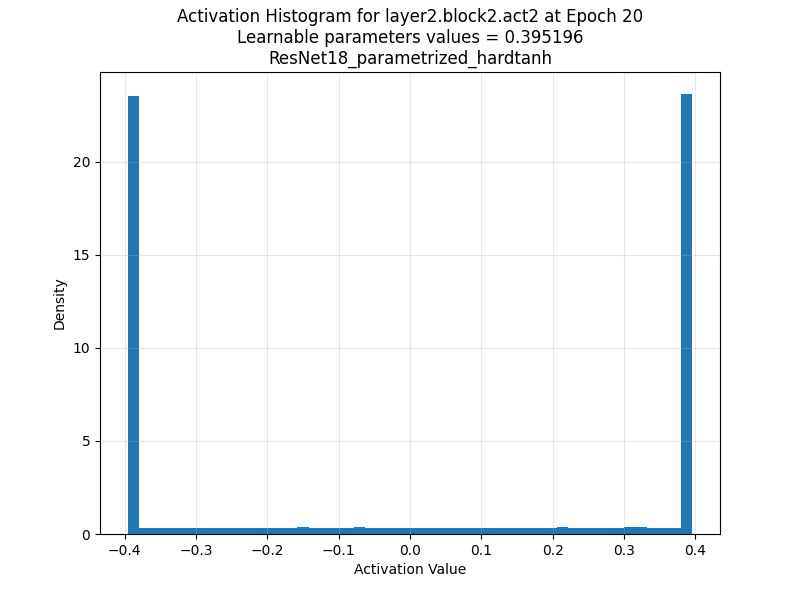 Activation Histogram for layer2.block2.act2 at Epoch 20
Learnable parameters values = 0.395196
ResNet18_parametrized_hardtanh
Density
20
15
10
5
0
−0.4 −0.3 −0.2 −0.1 0.0 0.1 0.2 0.3 0.4
Activation Value